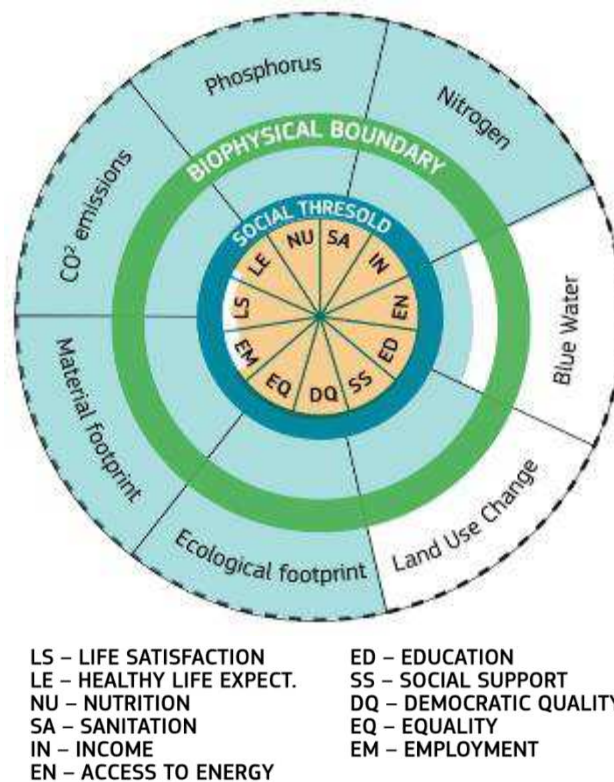 Phosphorus
Nitrogen
BIOPHYSICAL BOUNDARY
CO² emissions
SOCIAL THRESOLD
NU
SA
LE
IN
LS
EN
EM
ED
EQ
DQ
SS
Blue Water
Material footprint
Land Use Change
Ecological footprint
LS – LIFE SATISFACTION
LE – HEALTHY LIFE EXPECT.
NU – NUTRITION
SA – SANITATION
IN – INCOME
EN – ACCESS TO ENERGY
ED – EDUCATION
SS – SOCIAL SUPPORT
DQ – DEMOCRATIC QUALITY
EQ – EQUALITY
EM – EMPLOYMENT